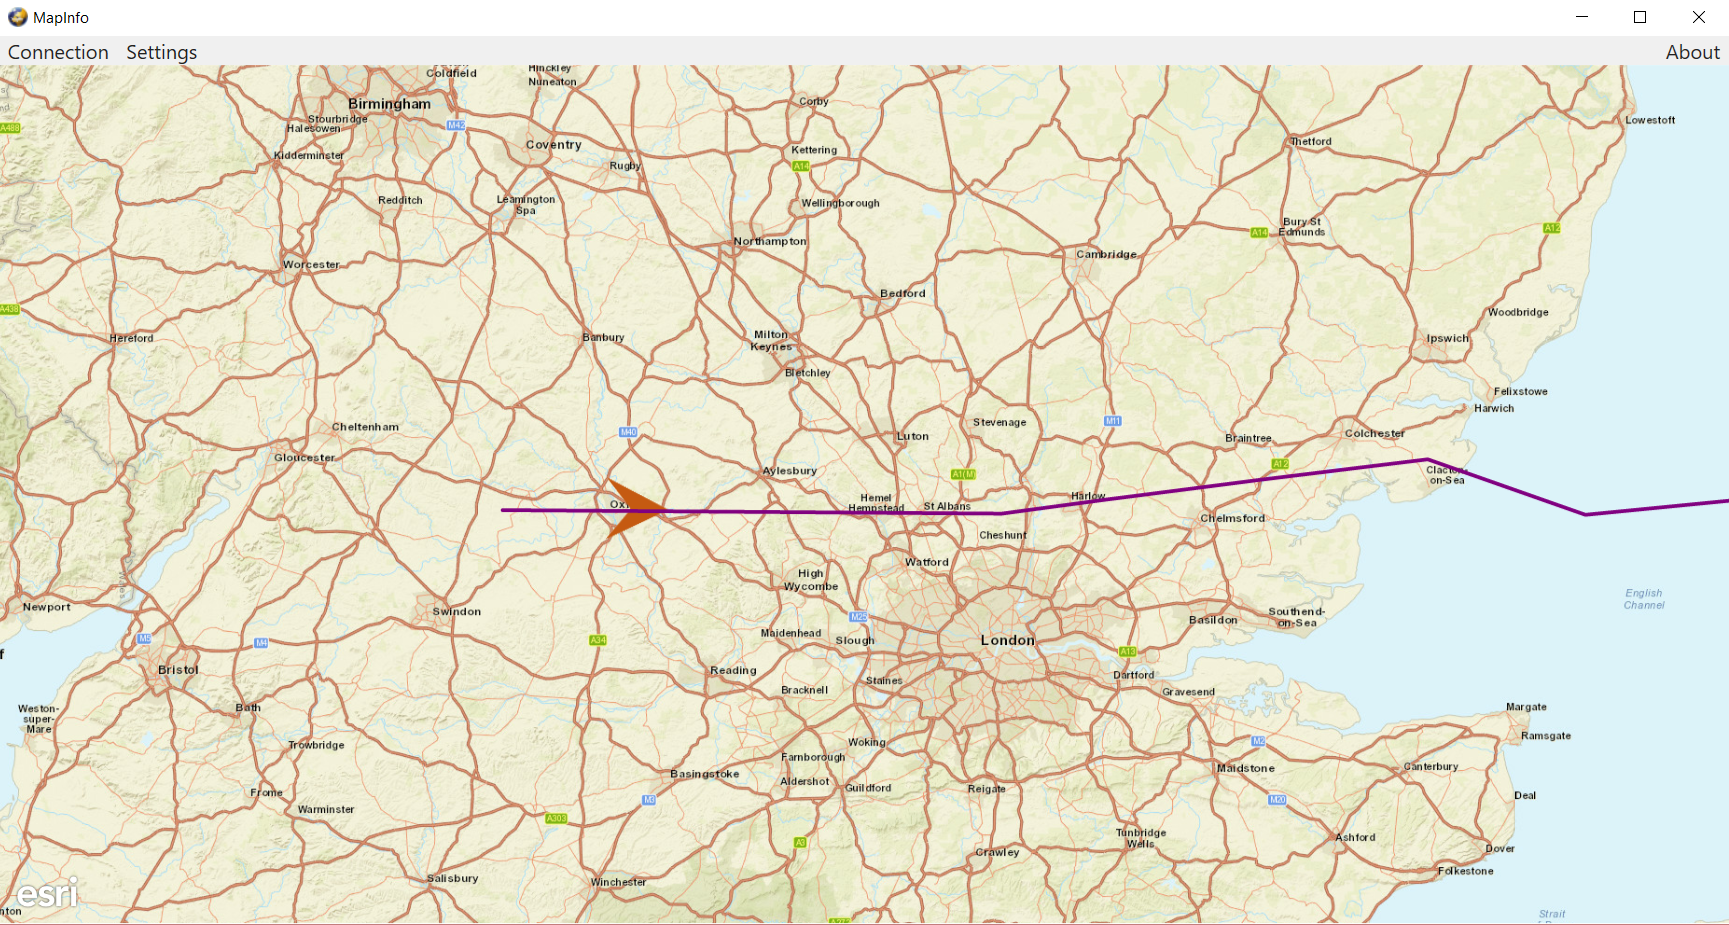 MapInfo
Connection Settings About
Coldfield
Hinckley
Nuneaton
Birmingham
Corby
Lowestoft
Stourbridge
Halesowen
M42
A488
Coventry
Thetford
Kettering
Kidderminster
Rugby
A14
Redditch
Leamington
Spa
Wellingborough
Bury St
Edmunds
A14
A12
Northampton
Cambridge
Worcester
Bedford
A438
Woodbridge
Hereford
Banbury
Milton
Keynes
Ipswich
Bletchley
Felixstowe
Harwich
Cheltenham
M40
Stevenage
M11
Luton
Braintree
Colchester
Gloucester
Aylesbury
A1(M)
A12
Clacton-
on-Sea
Hemel
Hempstead
St Albans
Harlow
Chelmsford
Cheshunt
Watford
High
Wycombe
English
Channel
Newport
Swindon
M25
Southend-
on-Sea
Basildon
M5
M4
A34
Maidenhead
Slough
London
A13
Bristol
Reading
Staines
Dartford
Bracknell
Gravesend
Weston-
super-
Mare
Bath
Margate
Ramsgate
Trowbridge
Woking
M2
Farnborough
Basingstoke
Aldershot
Guildford
Reigate
Maidstone
Canterbury
Frome
Warminster
M3
M20
Deal
A303
A3
Tunbridge
Wells
Ashford
Dover
Crawley
Folkestone
Salisbury
Winchester
esri
Strait